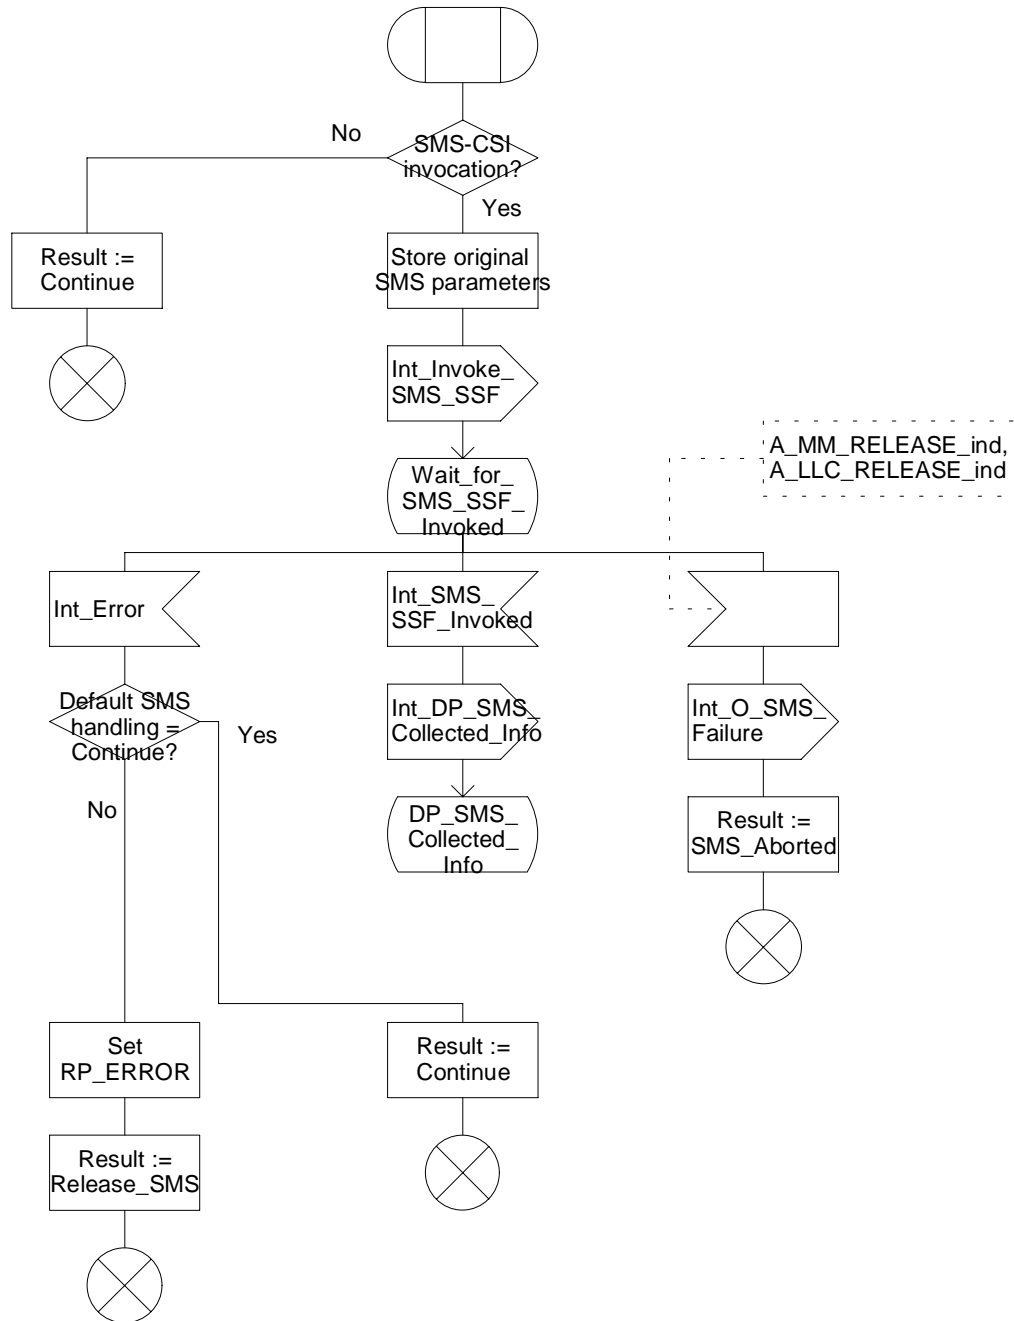 No
SMS-CSI
invocation?
Yes
Result :=
Continue
Store original
SMS parameters
Int_Invoke_
SMS_SSF
A_MM_RELEASE_ind,
A_LLC_RELEASE_ind
Wait_for_
SMS_SSF_
Invoked
Int_Error
Int_SMS_
SSF_Invoked
Default SMS
handling =
Continue?
Yes
No
Int_DP_SMS_
Collected_Info
Int_O_SMS_
Failure
DP_SMS_
Collected_
Info
Result :=
SMS_Aborted
Set
RP_ERROR
Result :=
Continue
Result :=
Release_SMS